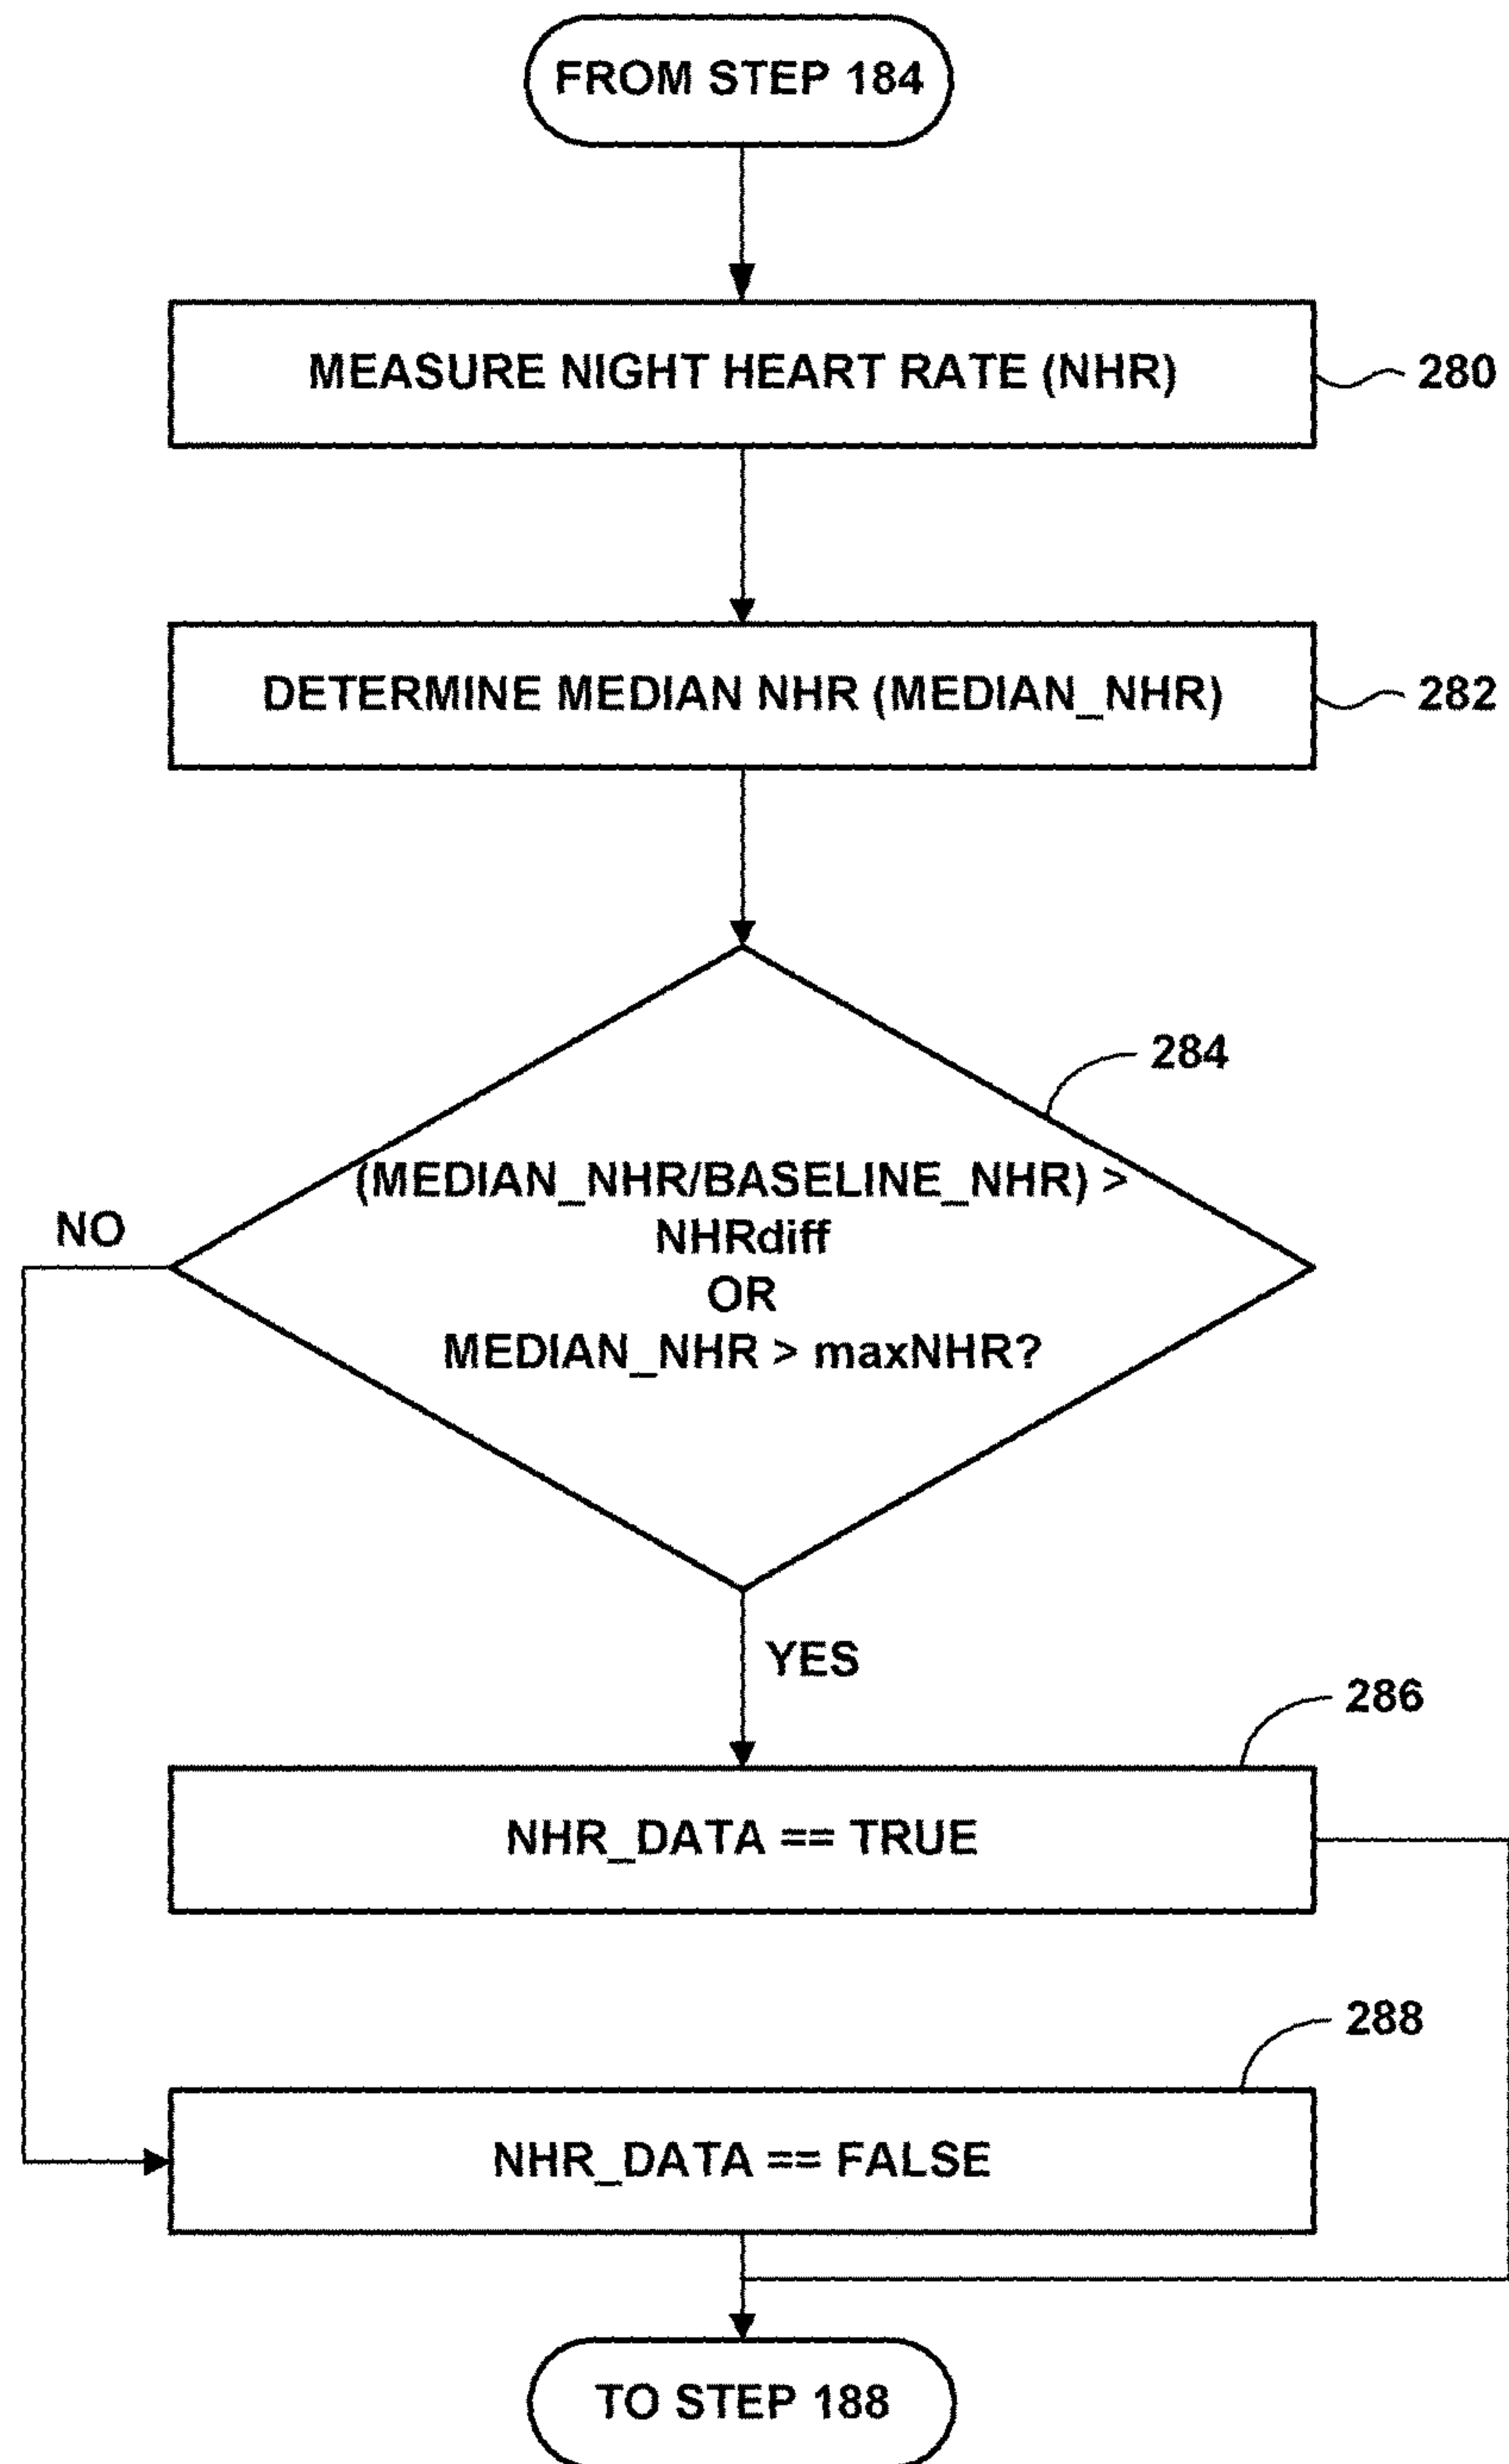 FROM STEP 184
MEASURE NIGHT HEART RATE (NHR)
280
DETERMINE MEDIAN NHR (MEDIAN_NHR)
282
284
(MEDIAN_NHR/BASELINE_NHR) >
NHRdiff
OR
MEDIAN_NHR > maxNHR?
NO
YES
286
NHR_DATA == TRUE
288
NHR_DATA == FALSE
TO STEP 188